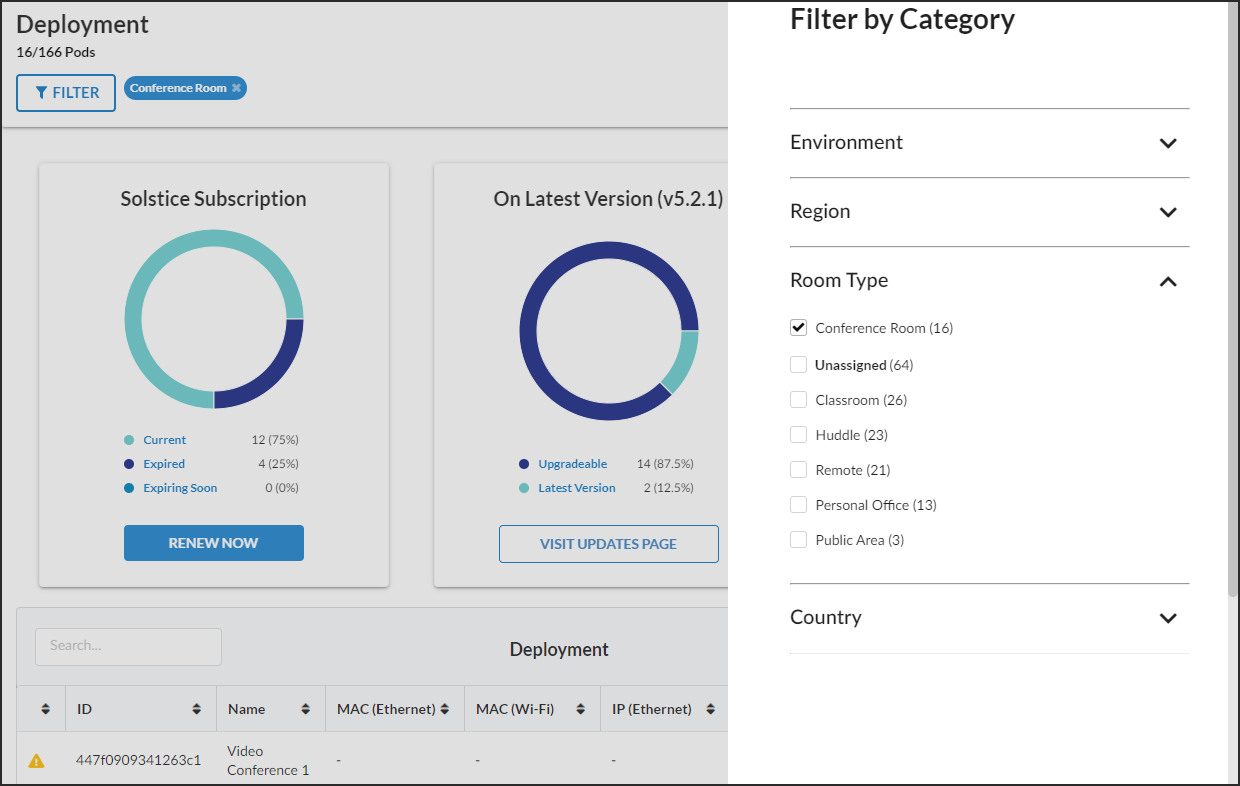 Deployment
16/166 Pods
FILTER
Conference Room
Solstice Subscription
Current 12 (75%)
Expired 4 (25%)
Expiring Soon 0 (0%)
RENEW NOW
On Latest Version (v5.2.1)
Upgradeable 14 (87.5%)
Latest Version 2 (12.5%)
VISIT UPDATES PAGE
Search...
Deployment
ID Name MAC (Ethernet) MAC (Wi-Fi) IP (Ethernet)
447f0909341263c1 Video Conference 1 - - -
Filter by Category
Environment
Region
Room Type
Conference Room (16)
Unassigned (64)
Classroom (26)
Huddle (23)
Remote (21)
Personal Office (13)
Public Area (3)
Country